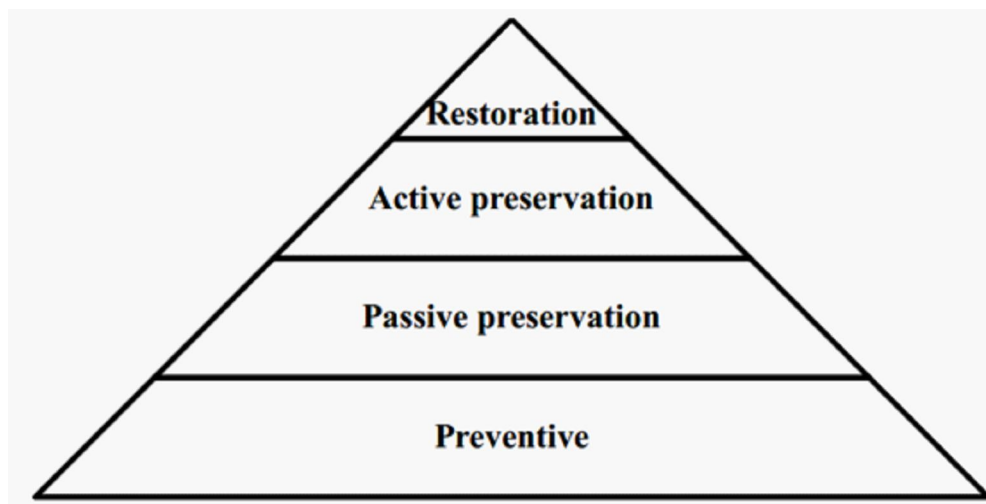 Restoration
Active preservation
Passive preservation
Preventive